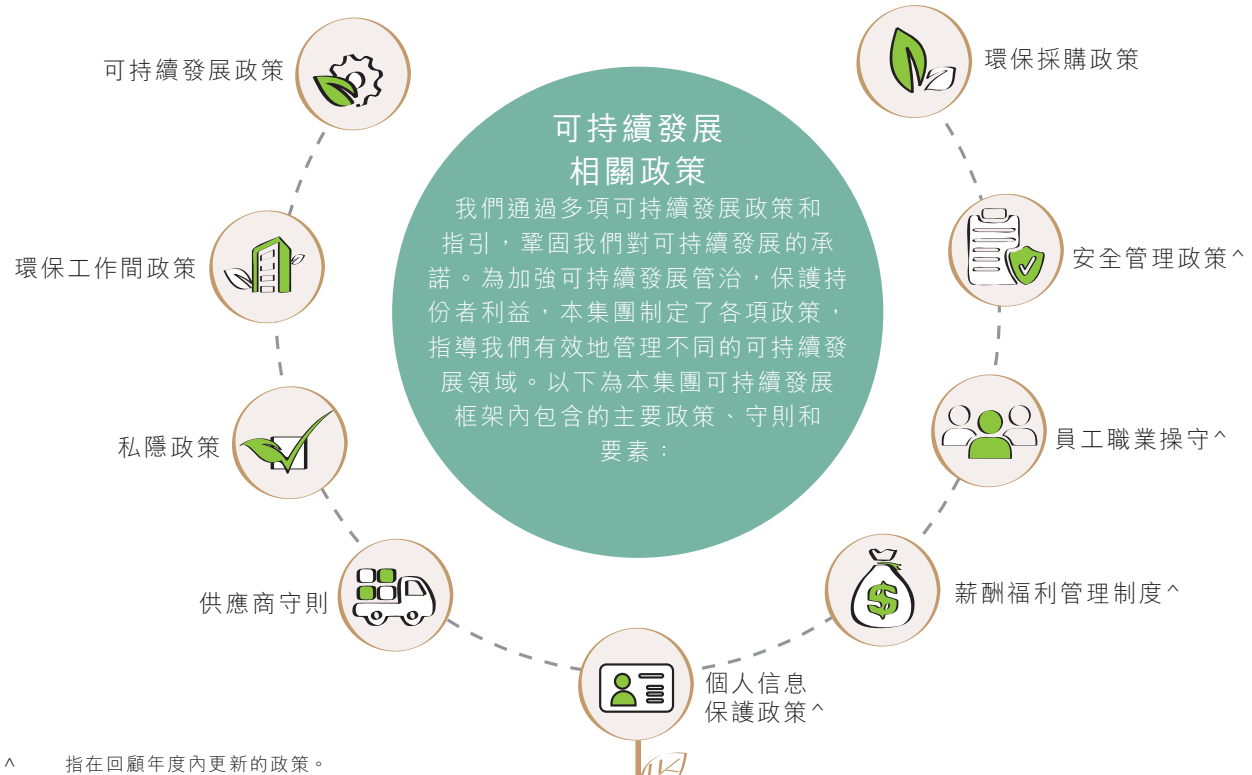 可持續發展政策
環保工作間政策
私隱政策
供應商守則
個人信息
保護政策^
薪酬福利管理制度^
員工職業操守^
安全管理政策^
環保採購政策
可持續發展
相關政策
我們通過多項可持續發展政策和
指引，鞏固我們對可持續發展的承
諾。為加強可持續發展管治，保護持
份者利益，本集團制定了各項政策，
指導我們有效地管理不同的可持續發
展領域。以下為本集團可持續發展
框架內包含的主要政策、守則和
要素：
$
^ 指在回顧年度內更新的政策。